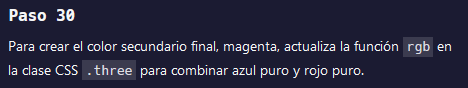 Paso 30
Para crear el color secundario final, magenta, actualiza la función rgb en
la clase CSS .three para combinar azul puro y rojo puro.